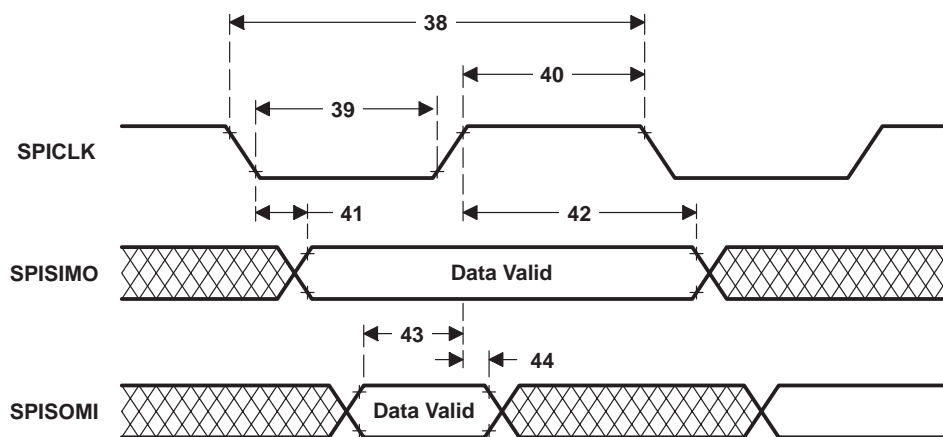 38
40
39
SPICLK
41
42
SPISIMO
Data Valid
43
44
SPISOMI
Data Valid